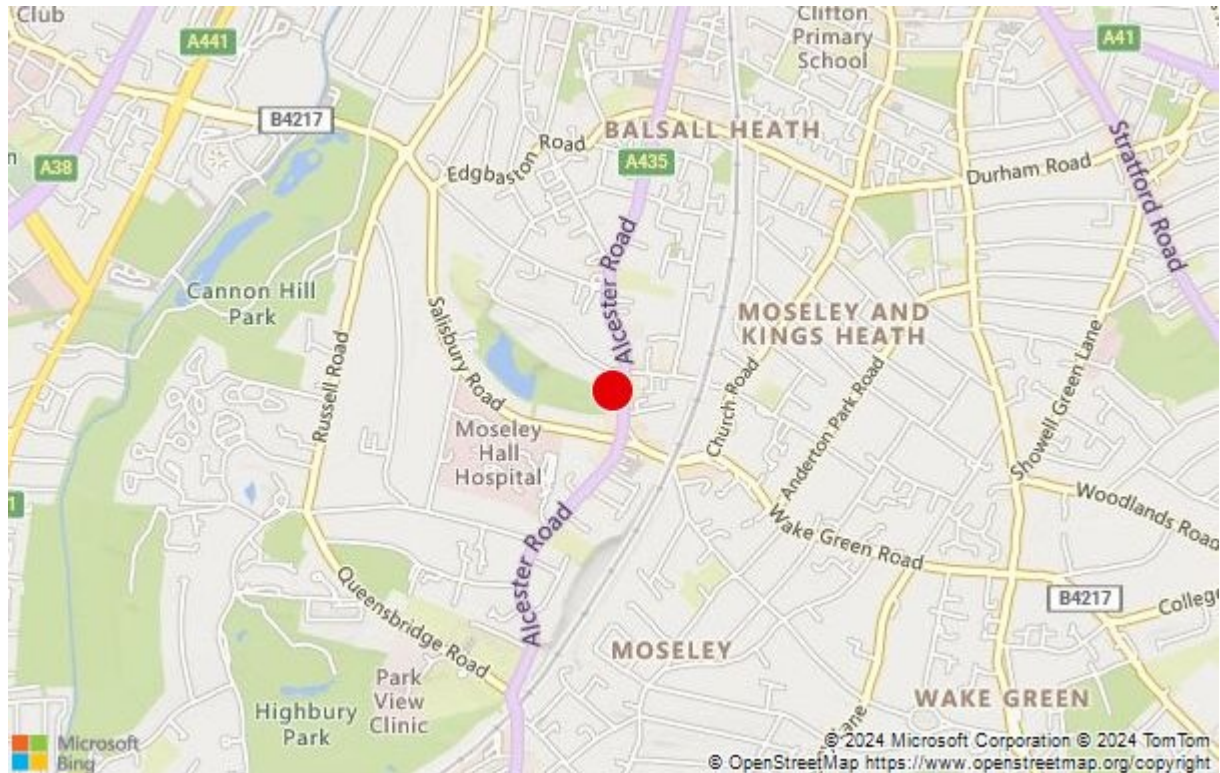 Club
A441
Clifton
Primary
School
A41
B4217
BALSALL HEATH
A435
A38
Edgbaston Road
Durham Road
Stratford Road
Cannon Hill
Park
Alcester Road
MOSELEY AND
KINGS HEATH
Salisbury Road
Russell Road
Church Road
Anderton Park Road
Showell Green Lane
Moseley
Hall
Hospital
Woodlands Road
Wake Green Road
Alcester Road
B4217
College
Queensbridge Road
MOSELEY
Park
View
Clinic
WAKE GREEN
Highbury
Park
Lane
Microsoft
Bing
© 2024 Microsoft Corporation © 2024 TomTom
© OpenStreetMap https://www.openstreetmap.org/copyright